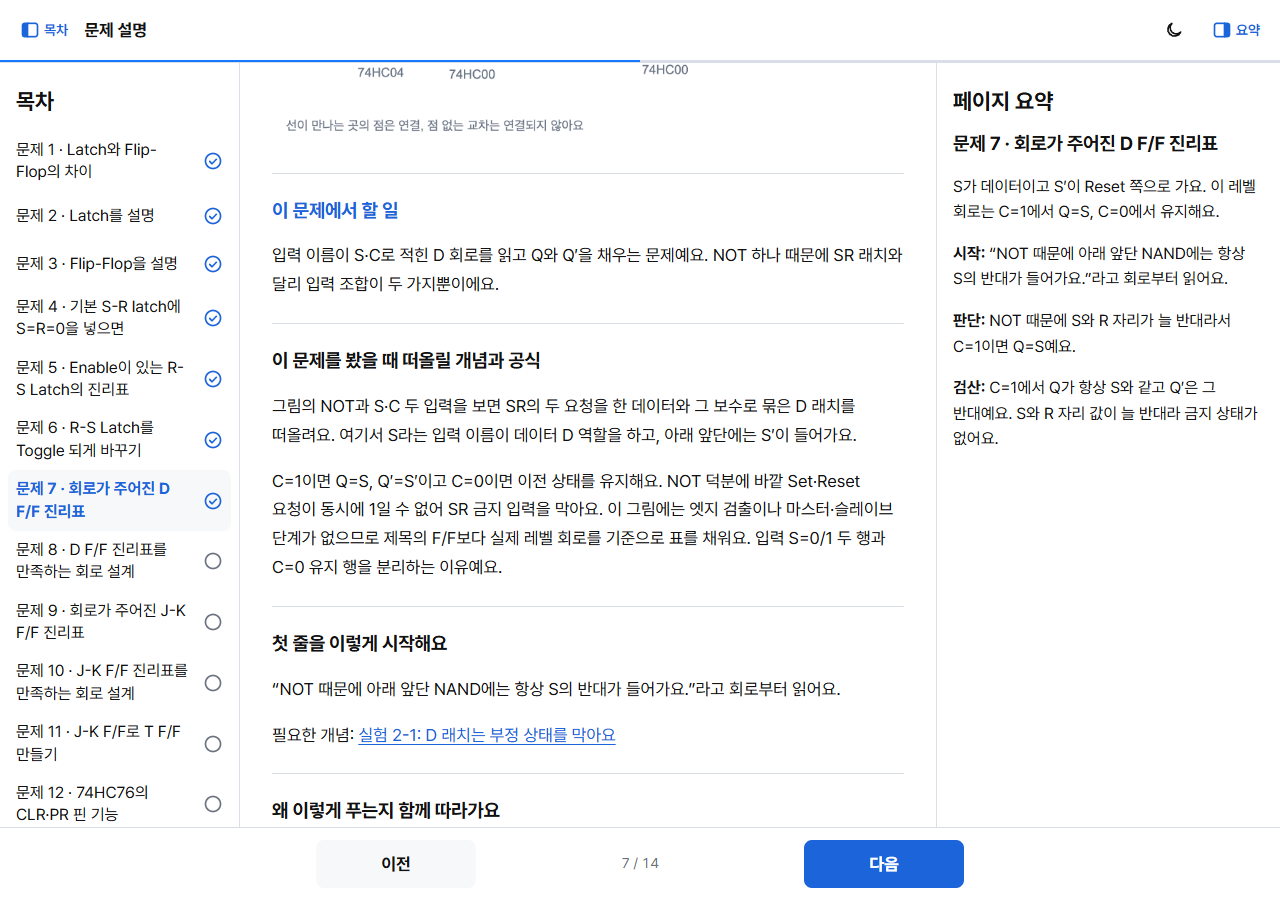 목차
문제 설명
요약
목차
문제 1 · Latch와 Flip-
Flop의 차이
문제 2 · Latch를 설명
문제 3 · Flip-Flop을 설명
문제 4 · 기본 S-R latch에
S=R=0을 넣으면
문제 5 · Enable이 있는 R-
S Latch의 진리표
문제 6 · R-S Latch를
Toggle 되게 바꾸기
문제 7 · 회로가 주어진 D
F/F 진리표
문제 8 · D F/F 진리표를
만족하는 회로 설계
문제 9 · 회로가 주어진 J-K
F/F 진리표
문제 10 · J-K F/F 진리표를
만족하는 회로 설계
문제 11 · J-K F/F로 T F/F
만들기
문제 12 · 74HC76의
CLR·PR 핀 기능
74HC04
74HC00
74HC00
선이 만나는 곳의 점은 연결, 점 없는 교차는 연결되지 않아요
이 문제에서 할 일
입력 이름이 S·C로 적힌 D 회로를 읽고 Q와 Q′을 채우는 문제예요. NOT 하나 때문에 SR 래치와
달리 입력 조합이 두 가지뿐이에요.
이 문제를 봤을 때 떠올릴 개념과 공식
그림의 NOT과 S·C 두 입력을 보면 SR의 두 요청을 한 데이터와 그 보수로 묶은 D 래치를
떠올려요. 여기서 S라는 입력 이름이 데이터 D 역할을 하고, 아래 앞단에는 S′이 들어가요.
C=1이면 Q=S, Q′=S′이고 C=0이면 이전 상태를 유지해요. NOT 덕분에 바깥 Set·Reset
요청이 동시에 1일 수 없어 SR 금지 입력을 막아요. 이 그림에는 엣지 검출이나 마스터·슬레이브
단계가 없으므로 제목의 F/F보다 실제 레벨 회로를 기준으로 표를 채워요. 입력 S=0/1 두 행과
C=0 유지 행을 분리하는 이유예요.
첫 줄을 이렇게 시작해요
“NOT 때문에 아래 앞단 NAND에는 항상 S의 반대가 들어가요.”라고 회로부터 읽어요.
필요한 개념: 실험 2-1: D 래치는 부정 상태를 막아요
왜 이렇게 푸는지 함께 따라가요
페이지 요약
문제 7 · 회로가 주어진 D F/F 진리표
S가 데이터이고 S′이 Reset 쪽으로 가요. 이 레벨
회로는 C=1에서 Q=S, C=0에서 유지해요.
시작: “NOT 때문에 아래 앞단 NAND에는 항상
S의 반대가 들어가요.”라고 회로부터 읽어요.
판단: NOT 때문에 S와 R 자리가 늘 반대라서
C=1이면 Q=S예요.
검산: C=1에서 Q가 항상 S와 같고 Q′은 그
반대예요. S와 R 자리 값이 늘 반대라 금지 상태가
없어요.
이전
7 / 14
다음